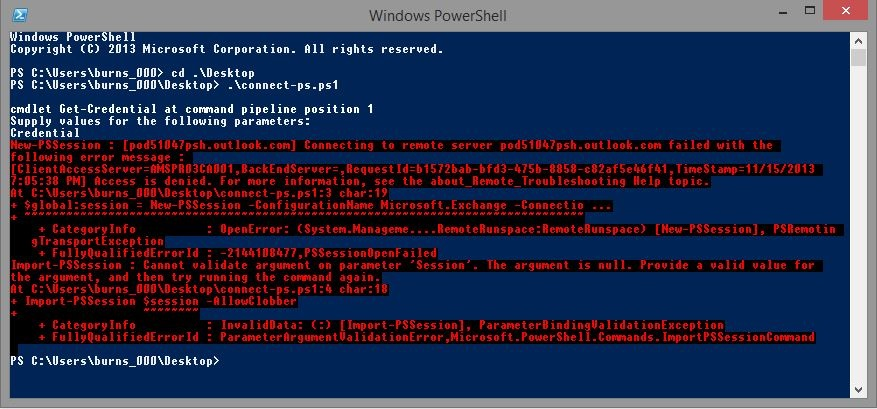 Windows PowerShell
Windows PowerShell
Copyright (C) 2013 Microsoft Corporation. All rights reserved.
PS C:\Users\burns_000> cd .\Desktop
PS C:\Users\burns_000\Desktop> .\connect-ps.ps1
cmdlet Get-Credential at command pipeline position 1
Supply values for the following parameters:
Credential
New-PSSession : [pod51047psh.outlook.com] Connecting to remote server pod51047psh.outlook.com failed with the
following error message :
[ClientAccessServer=AMSPR03CA001,BackEndServer=,RequestId=b1572bab-bfd3-475b-8858-c82af5e46f41,TimeStamp=11/15/2013
7:05:38 PM] Access is denied. For more information, see the about_Remote_Troubleshooting Help topic.
At C:\Users\burns_000\Desktop\connect-ps.ps1:3 char:19
+ $global:session = New-PSSession -ConfigurationName Microsoft.Exchange -Connectio ...
+ ~~~~~~~~~~~~~~~~~~~~~~~~~~~~~~~~~~~~~~~~~~~~~~~~~~~~~~~~~~~~~~~~~
+ CategoryInfo : OpenError: (System.Manageme....RemoteRunspace:RemoteRunspace) [New-PSSession], PSRemotin
gTransportException
+ FullyQualifiedErrorId : -2144108477,PSSessionOpenFailed
Import-PSSession : Cannot validate argument on parameter 'Session'. The argument is null. Provide a valid value for
the argument, and then try running the command again.
At C:\Users\burns_000\Desktop\connect-ps.ps1:4 char:18
+ Import-PSSession $session -AllowClobber
+ ~~~~~~~~
+ CategoryInfo : InvalidData: (:) [Import-PSSession], ParameterBindingValidationException
+ FullyQualifiedErrorId : ParameterArgumentValidationError,Microsoft.PowerShell.Commands.ImportPSSessionCommand
PS C:\Users\burns_000\Desktop>